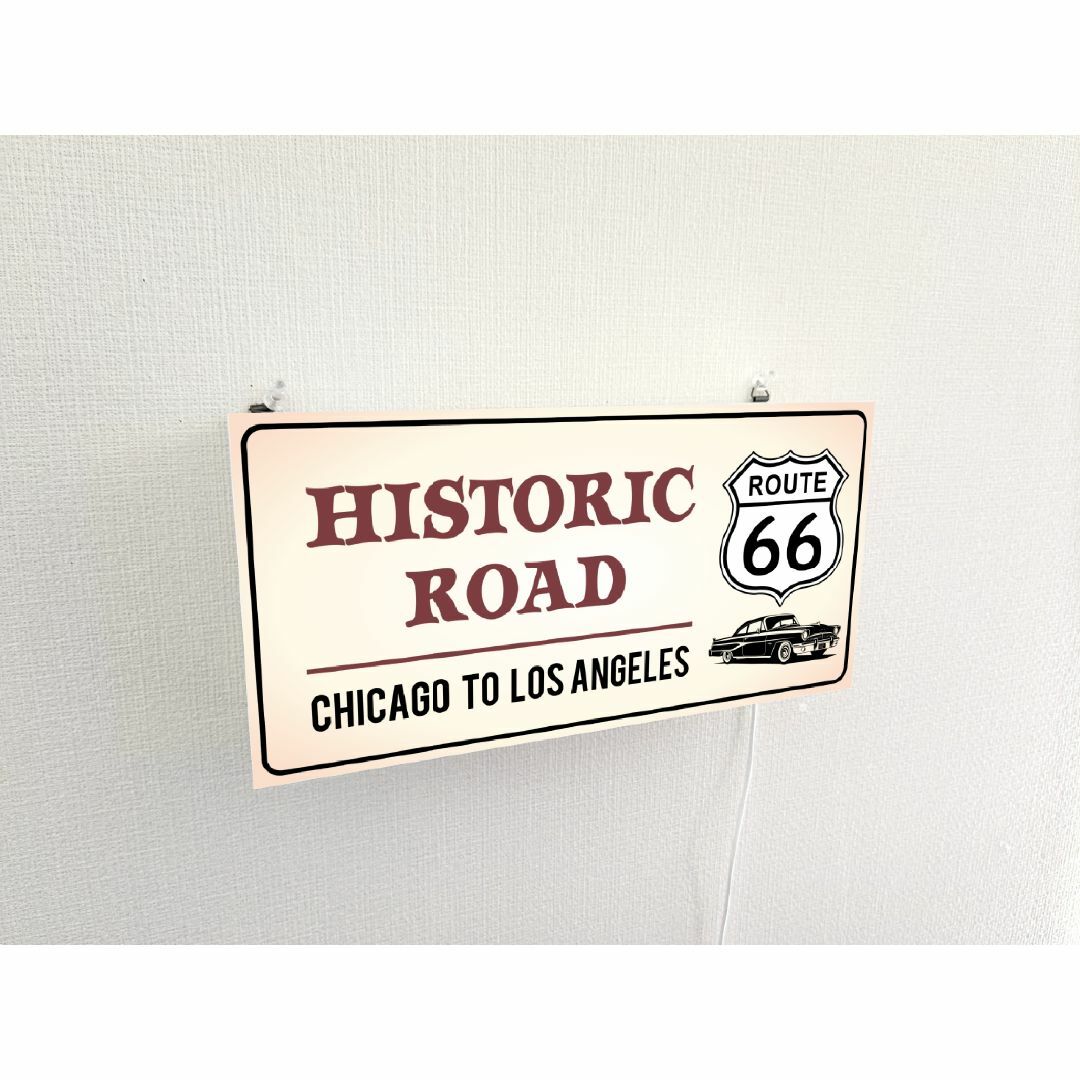 HISTORIC
ROAD
CHICAGO TO LOS ANGELES
ROUTE
66